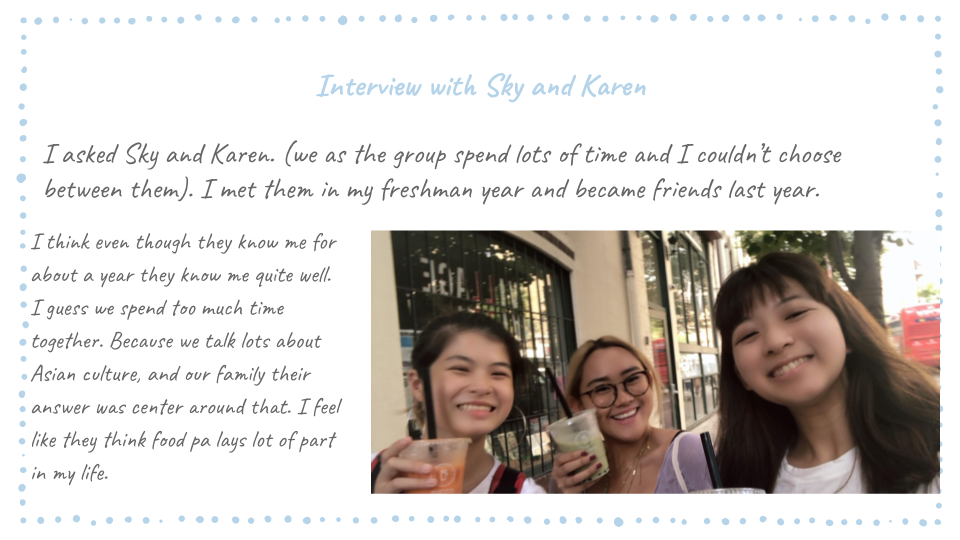 Interview with Sky and Karen
I asked Sky and Karen. (we as the group spend lots of time and I couldn't choose
between them). I met them in my freshman year and became friends last year.
I think even though they know me for
about a year they know me quite well.
I guess we spend too much time
together. Because we talk lots about
Asian culture, and our family their
answer was center around that. I feel
like they think food pa lays lot of part
in my life.